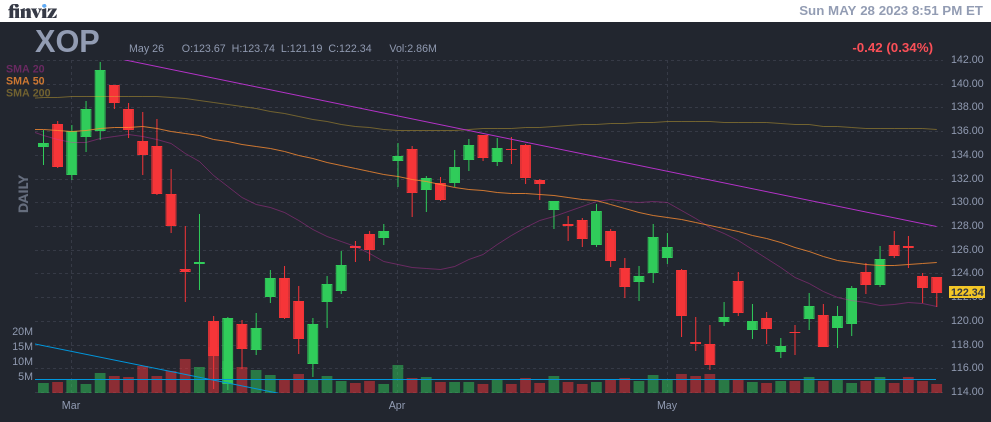 finviz
Sun MAY 28 2023 8:51 PM ET
XOP
May 26 O:123.67 H:123.74 L:121.19 C:122.34 Vol:2.86M
-0.42 (0.34%)
SMA 20
SMA 50
SMA 200
DAILY
142.00
140.00
138.00
136.00
134.00
132.00
130.00
128.00
126.00
124.00
122.34
120.00
118.00
116.00
114.00
20M
15M
10M
5M
Mar
Apr
May